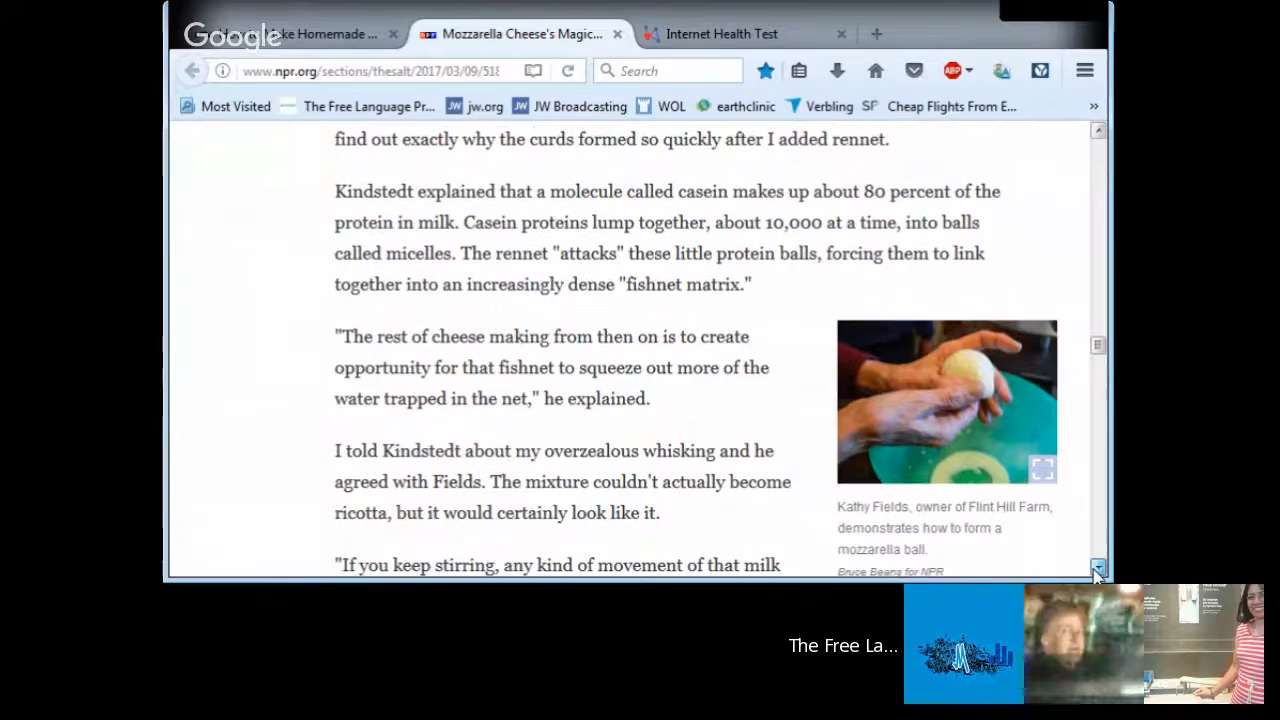 Google
ke Homemade ...
Mozzarella Cheese's Magic...
Internet Health Test
www.npr.org/sections/thesalt/2017/03/09/518
Search
ABP
Most Visited
The Free Language Pr...
JW
jw.org
JW
JW Broadcasting
WOL
earthclinic
Verbling
SF
Cheap Flights From E...
»
find out exactly why the curds formed so quickly after I added rennet.
Kindstedt explained that a molecule called casein makes up about 80 percent of the
protein in milk. Casein proteins lump together, about 10,000 at a time, into balls
called micelles. The rennet "attacks" these little protein balls, forcing them to link
together into an increasingly dense "fishnet matrix."
"The rest of cheese making from then on is to create
opportunity for that fishnet to squeeze out more of the
water trapped in the net," he explained.
I told Kindstedt about my overzealous whisking and he
agreed with Fields. The mixture couldn't actually become
ricotta, but it would certainly look like it.
"If you keep stirring, any kind of movement of that milk
Kathy Fields, owner of Flint Hill Farm,
demonstrates how to form a
mozzarella ball.
Bruce Beans for NPR
The Free La...